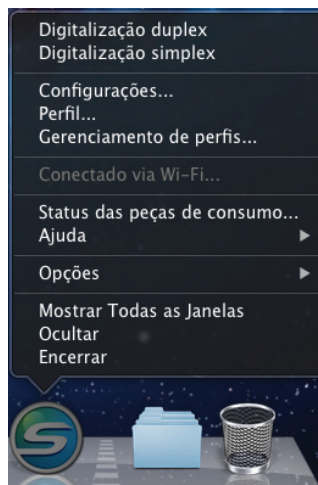 Digitalização duplex
Digitalização simplex
Configurações...
Perfil...
Gerenciamento de perfis...
Conectado via Wi-Fi...
Status das peças de consumo...
Ajuda
Opções
Mostrar Todas as Janelas
Ocultar
Encerrar